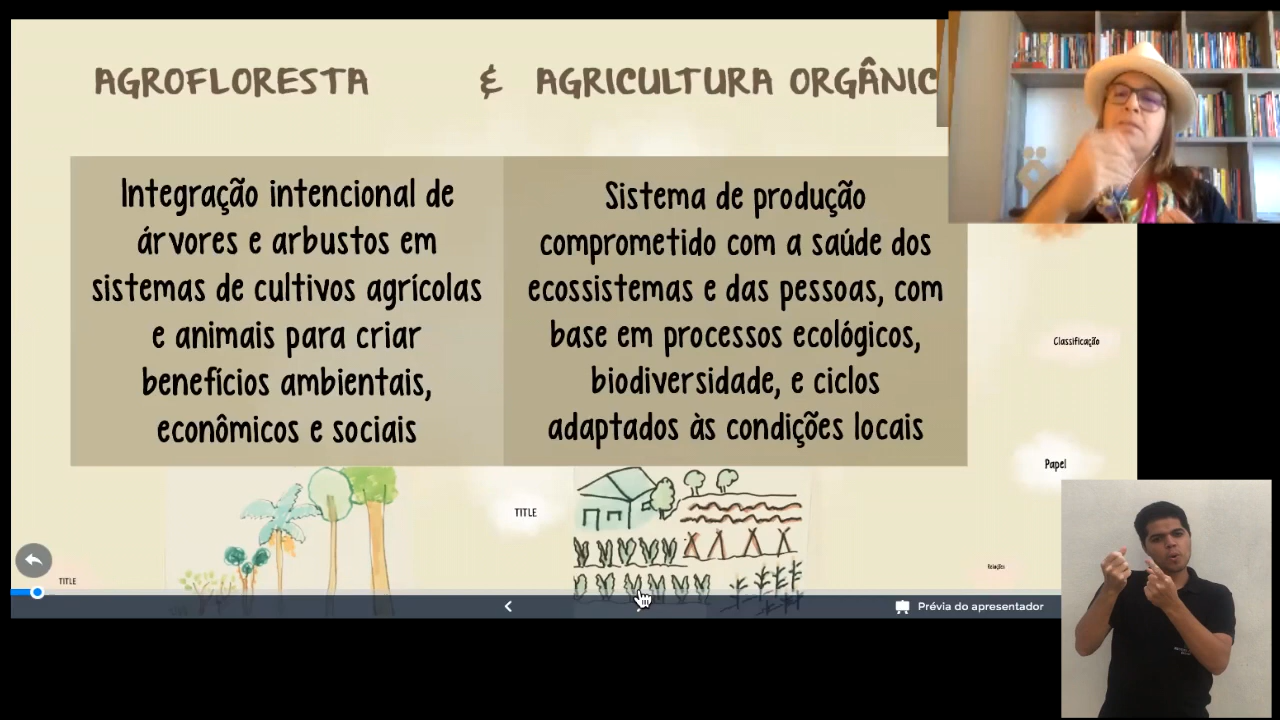 AGROFLORESTA & AGRICULTURA ORGÂNIC
Integração intencional de
árvores e arbustos em
sistemas de cultivos agrícolas
e animais para criar
benefícios ambientais,
econômicos e sociais
Sistema de produção
comprometido com a saúde dos
ecossistemas e das pessoas, com
base em processos ecológicos,
biodiversidade, e ciclos
adaptados às condições locais
Classificação
Papel
TITLE
Relações
TITLE
Prévia do apresentador